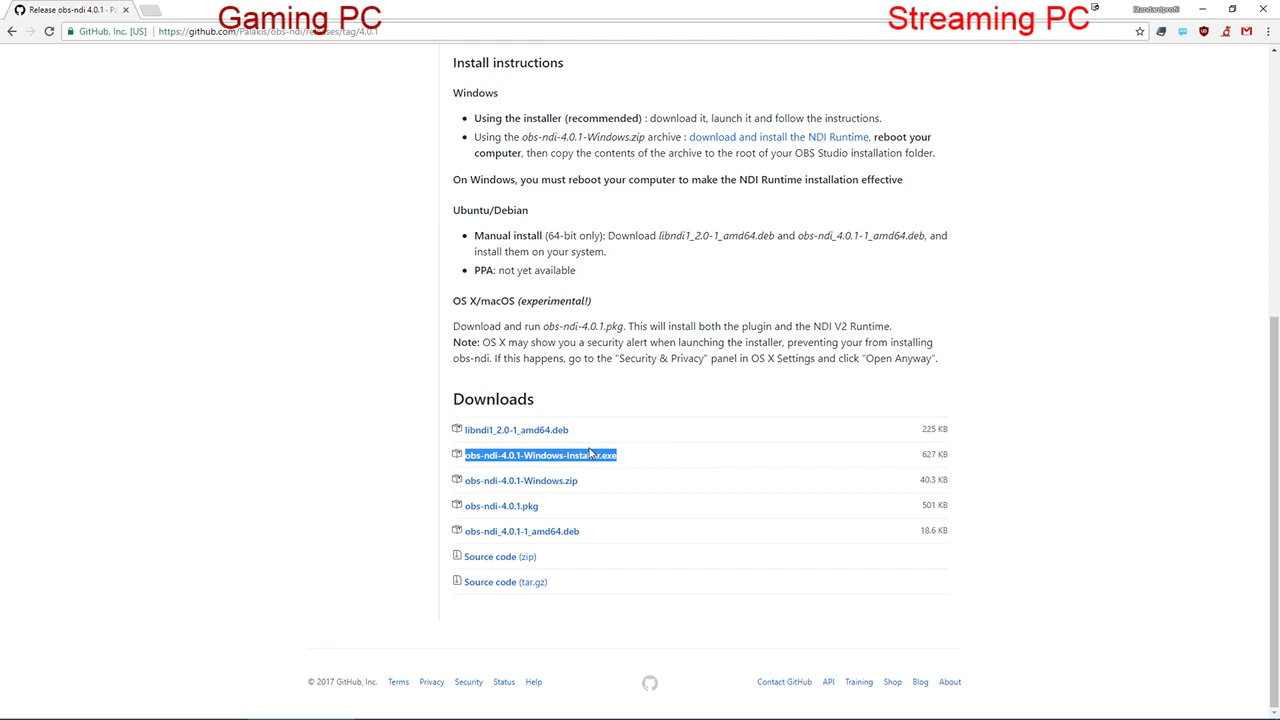 Gaming PC
Streaming PC
Release obs-ndi 4.0.1 · P
Standardprofil
GitHub, Inc. [US]
https://github.com/Palakis/obs-ndi/releases/tag/4.0.1
Install instructions
Windows
Using the installer (recommended) : download it, launch it and follow the instructions.
Using the obs-ndi-4.0.1-Windows.zip archive : download and install the NDI Runtime, reboot your
computer, then copy the contents of the archive to the root of your OBS Studio installation folder.
On Windows, you must reboot your computer to make the NDI Runtime installation effective
Ubuntu/Debian
Manual install (64-bit only): Download libndi1_2.0-1_amd64.deb and obs-ndi_4.0.1-1_amd64.deb, and
install them on your system.
PPA: not yet available
OS X/macOS (experimental!)
Download and run obs-ndi-4.0.1.pkg. This will install both the plugin and the NDI V2 Runtime.
Note: OS X may show you a security alert when launching the installer, preventing your from installing
obs-ndi. If this happens, go to the "Security & Privacy" panel in OS X Settings and click "Open Anyway".
Downloads
libndi1_2.0-1_amd64.deb 225 KB
obs-ndi-4.0.1-Windows-Installer.exe 627 KB
obs-ndi-4.0.1-Windows.zip 40.3 KB
obs-ndi-4.0.1.pkg 501 KB
obs-ndi_4.0.1-1_amd64.deb 18.6 KB
Source code (zip)
Source code (tar.gz)
© 2017 GitHub, Inc. Terms Privacy Security Status Help Contact GitHub API Training Shop Blog About